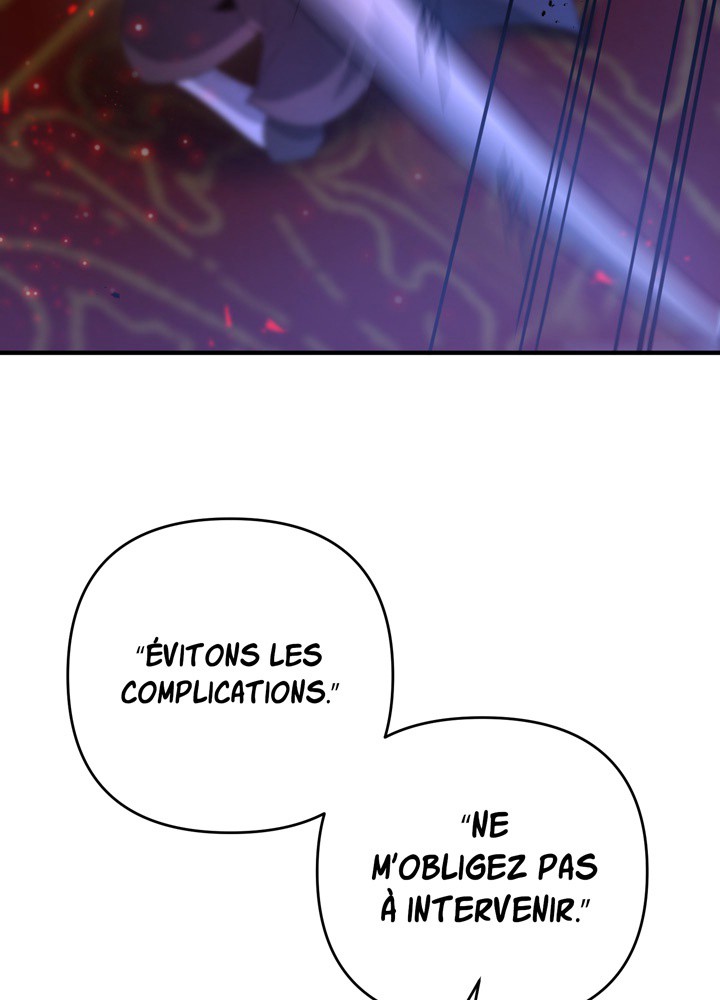 “ÉVITONS LES
COMPLICATIONS.”
“NE
M'OBLIGEZ PAS
À INTERVENIR.”